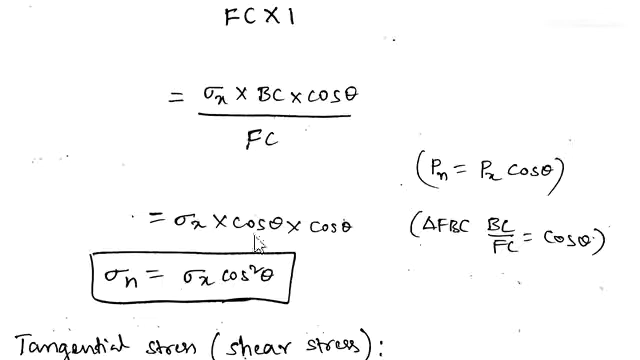 FC × 1
= σx × BC × cosθ
FC
(Pn = Px cosθ)
= σx × cosθ × cosθ
(ΔFBC BC/FC = cosθ.)
σn = σx cos²θ
Tangential stress (shear stress):